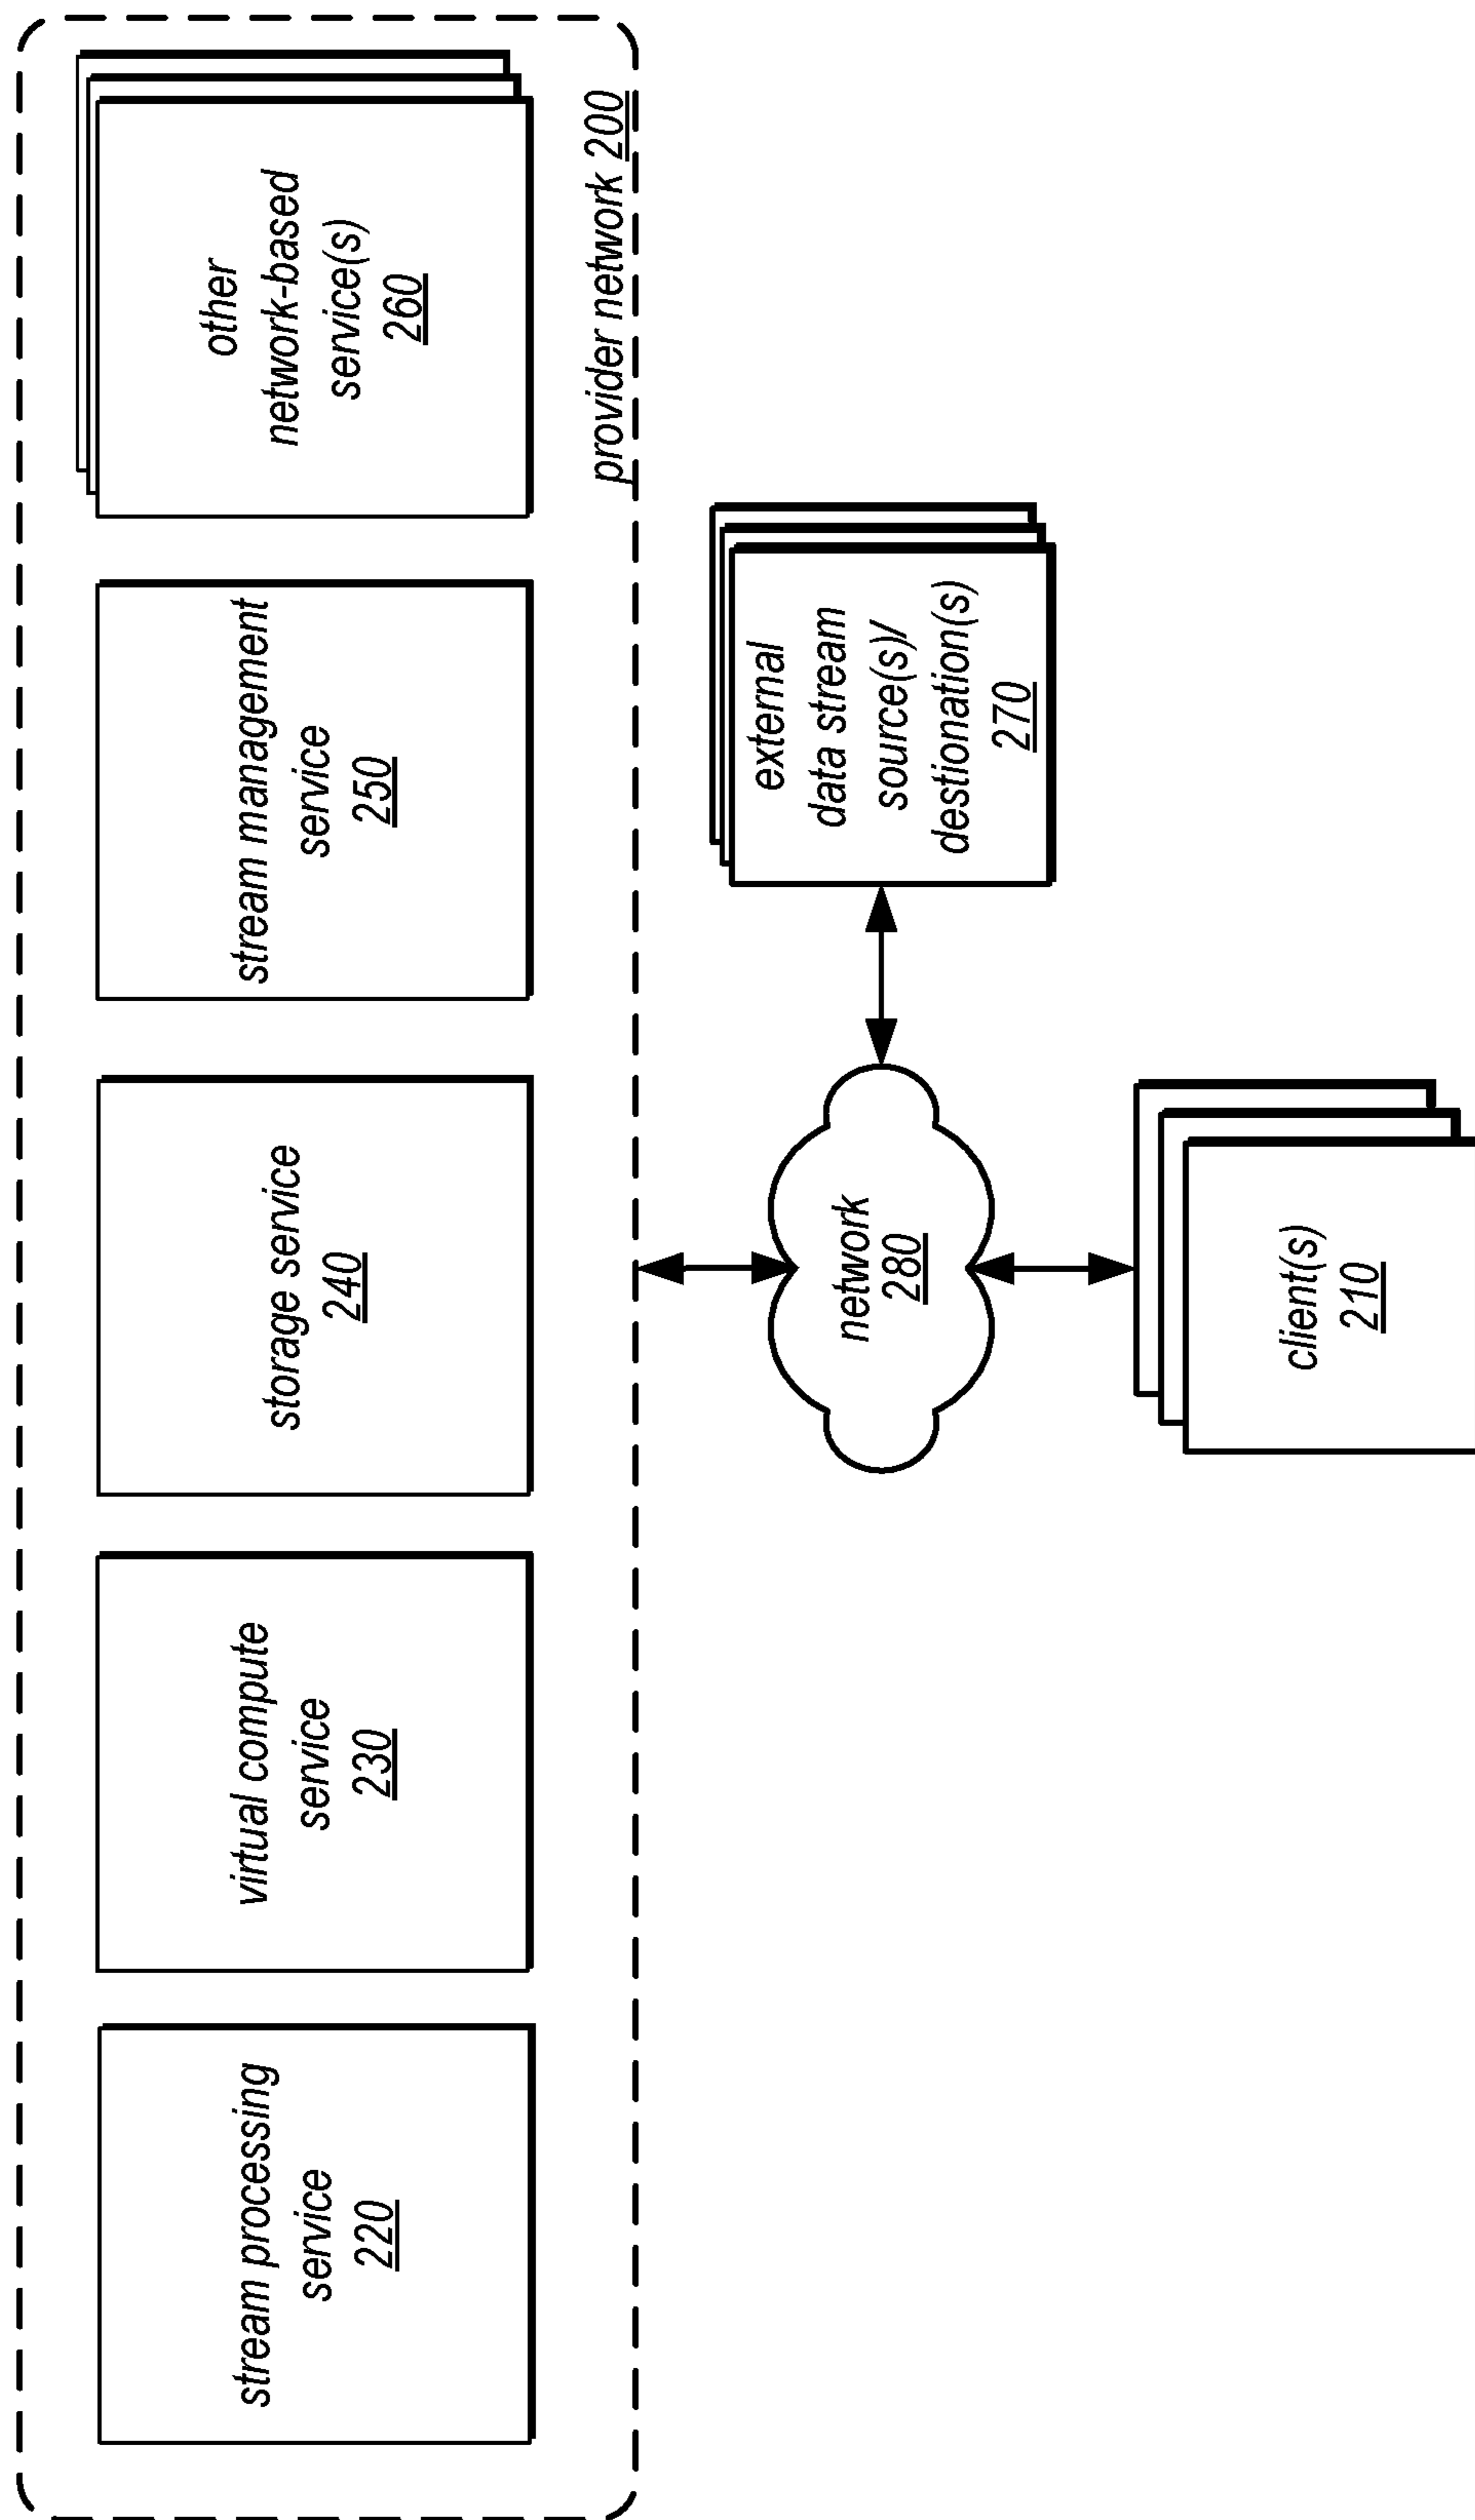 stream processing
service
220
virtual compute
service
230
storage service
240
stream management
service
250
other
network-based
service(s)
260
provider network 200
external
data stream
source(s)/
destionation(s)
270
network
280
client(s)
210